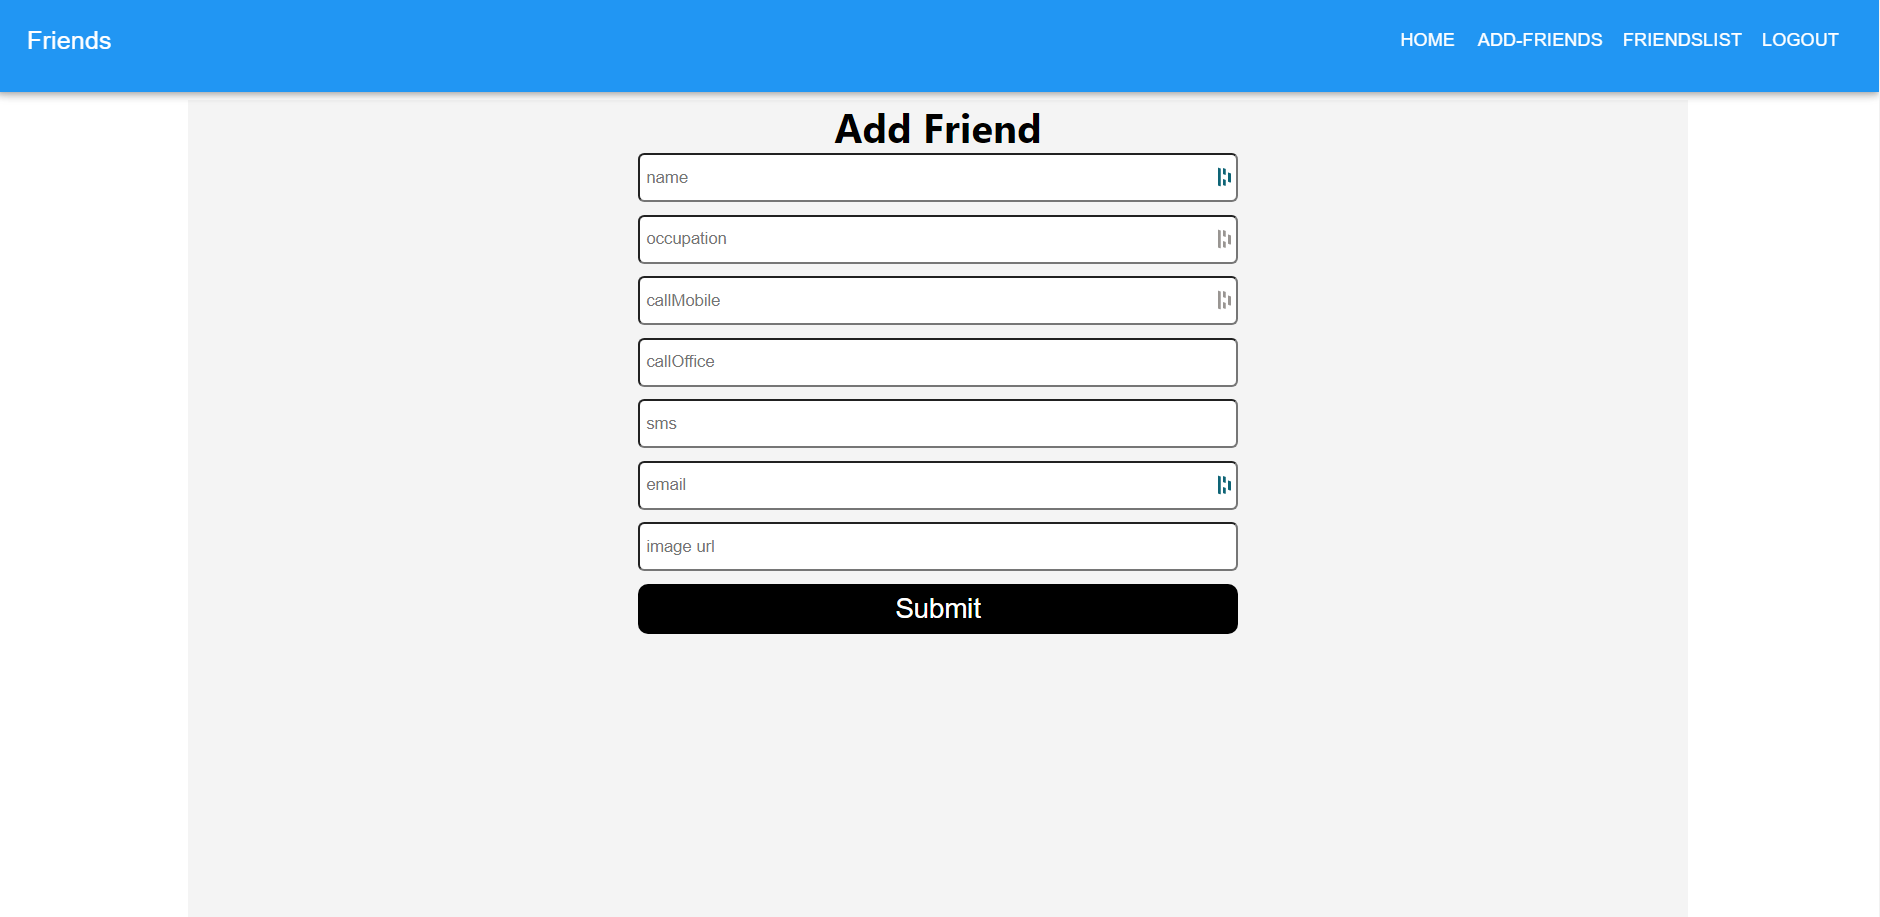 Friends
HOME ADD-FRIENDS FRIENDSLIST LOGOUT
Add Friend
name
occupation
callMobile
callOffice
sms
email
image url
Submit